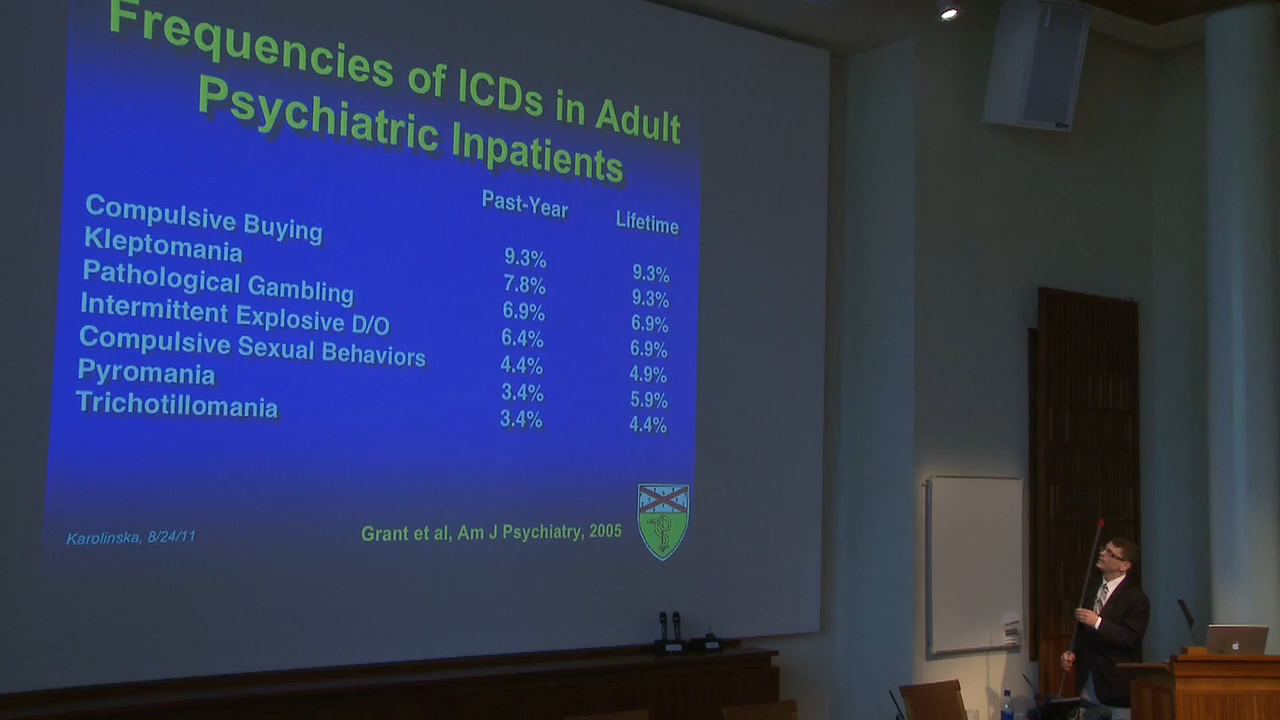 Frequencies of ICDs in Adult
Psychiatric Inpatients
Past-Year Lifetime
Compulsive Buying 9.3% 9.3%
Kleptomania 7.8% 9.3%
Pathological Gambling 6.9% 6.9%
Intermittent Explosive D/O 6.4% 6.9%
Compulsive Sexual Behaviors 4.4% 4.9%
Pyromania 3.4% 5.9%
Trichotillomania 3.4% 4.4%
Karolinska, 8/24/11 Grant et al, Am J Psychiatry, 2005